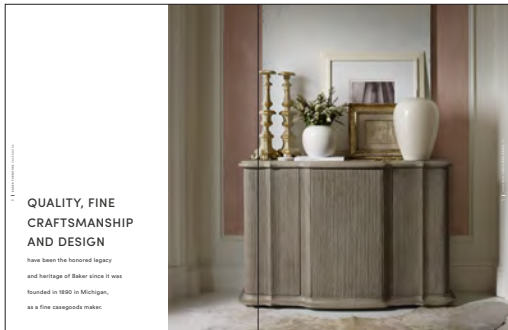 QUALITY, FINE
CRAFTSMANSHIP
AND DESIGN
have been the honored legacy
and heritage of Baker since it was
founded in 1890 in Michigan,
as a fine casegoods maker.